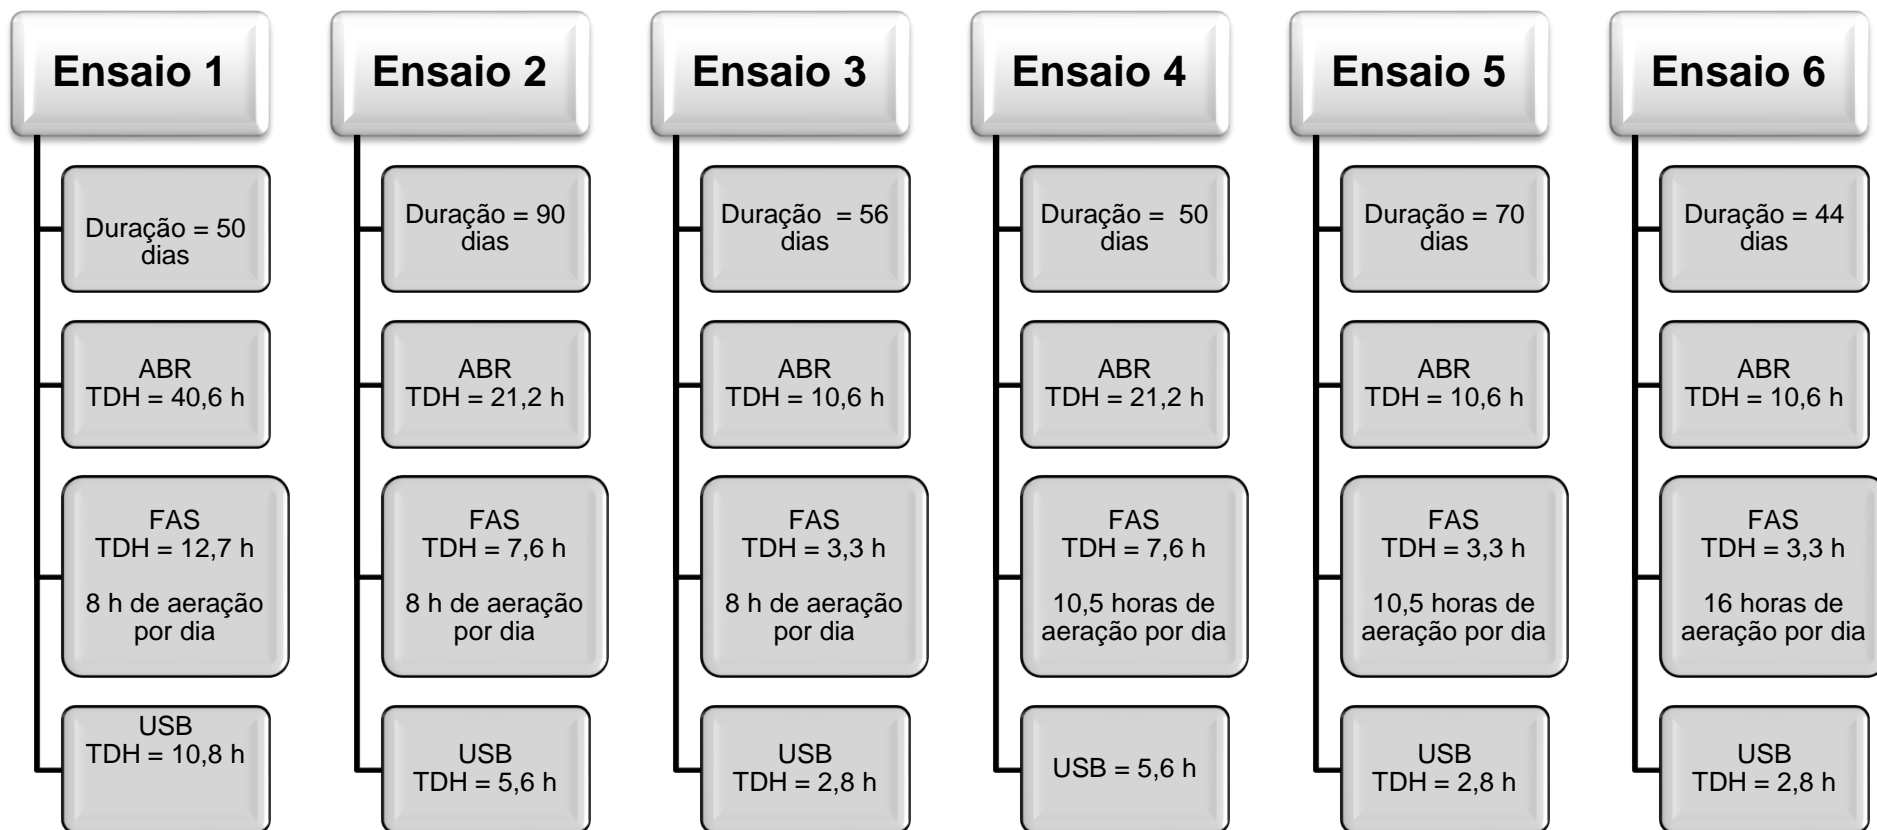 Ensaio 1
Duração = 50
dias
ABR
TDH = 40,6 h
FAS
TDH = 12,7 h
8 h de aeração
por dia
USB
TDH = 10,8 h
Ensaio 2
Duração = 90
dias
ABR
TDH = 21,2 h
FAS
TDH = 7,6 h
8 h de aeração
por dia
USB
TDH = 5,6 h
Ensaio 3
Duração = 56
dias
ABR
TDH = 10,6 h
FAS
TDH = 3,3 h
8 h de aeração
por dia
USB
TDH = 2,8 h
Ensaio 4
Duração = 50
dias
ABR
TDH = 21,2 h
FAS
TDH = 7,6 h
10,5 horas de
aeração por dia
USB = 5,6 h
Ensaio 5
Duração = 70
dias
ABR
TDH = 10,6 h
FAS
TDH = 3,3 h
10,5 horas de
aeração por dia
USB
TDH = 2,8 h
Ensaio 6
Duração = 44
dias
ABR
TDH = 10,6 h
FAS
TDH = 3,3 h
16 horas de
aeração por dia
USB
TDH = 2,8 h